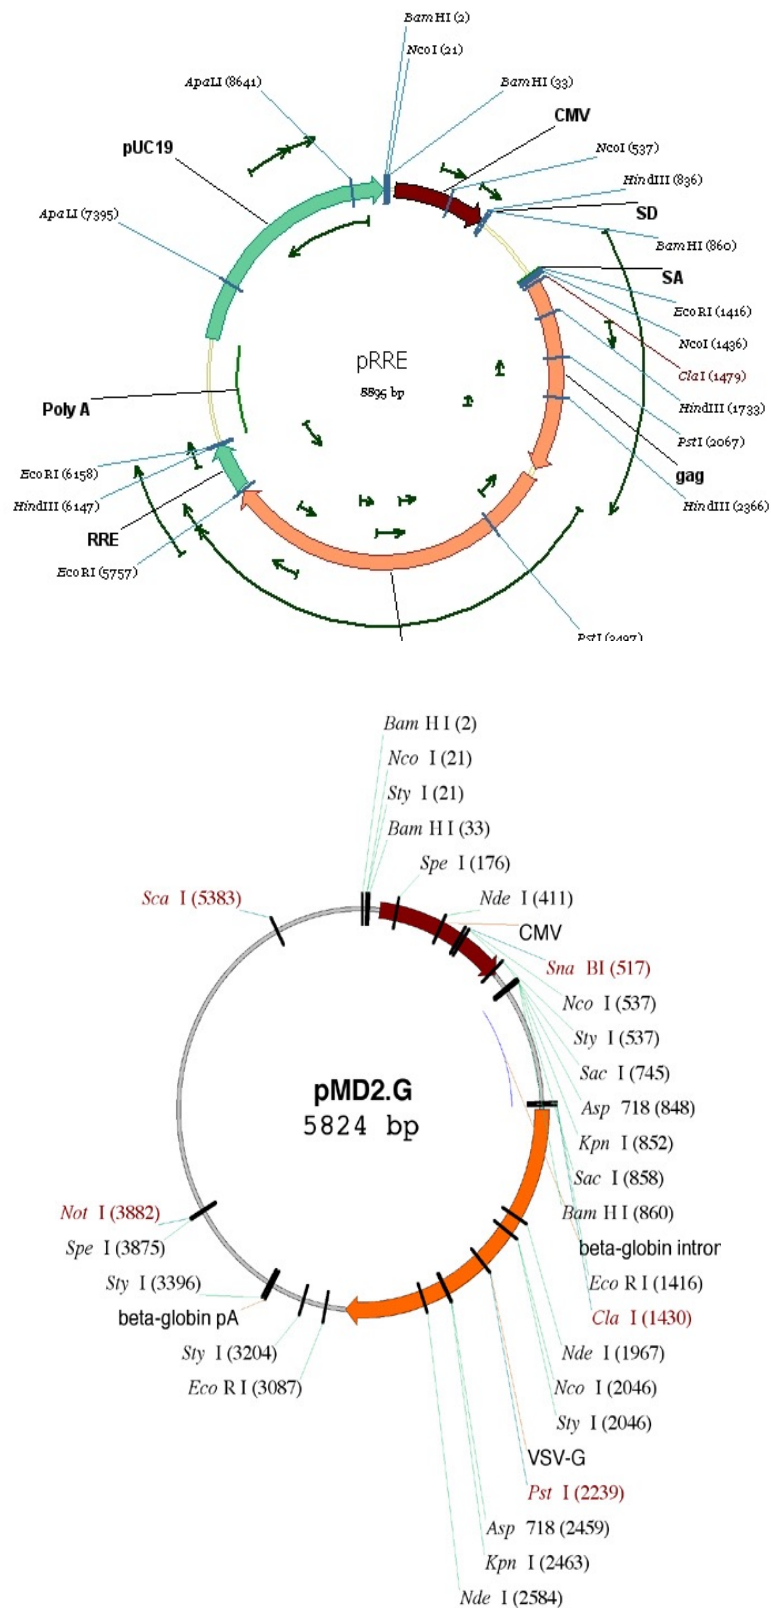 BamHI (2)
NcoI (21)
ApaLI (8641)
BamHI (33)
CMV
pUC19
NcoI (537)
HindIII (836)
SD
ApaLI (7395)
BamHI (860)
SA
EcoRI (1416)
NcoI (1436)
pRRE
8895 bp
ClaI (1479)
HindIII (1733)
Poly A
PstI (2067)
gag
EcoRI (6158)
HindIII (6147)
HindIII (2366)
RRE
EcoRI (5757)
PstI (2497)
Bam HI (2)
Nco I (21)
Sty I (21)
Bam HI (33)
Spe I (176)
Sca I (5383)
Nde I (411)
CMV
Sna BI (517)
Nco I (537)
Sty I (537)
Sac I (745)
pMD2.G
5824 bp
Asp 718 (848)
Kpn I (852)
Sac I (858)
Not I (3882)
Bam HI (860)
Spe I (3875)
beta-globin intron
Sty I (3396)
Eco RI (1416)
beta-globin pA
Cla I (1430)
Sty I (3204)
Nde I (1967)
Eco RI (3087)
Nco I (2046)
Sty I (2046)
VSV-G
Pst I (2239)
Asp 718 (2459)
Kpn I (2463)
Nde I (2584)